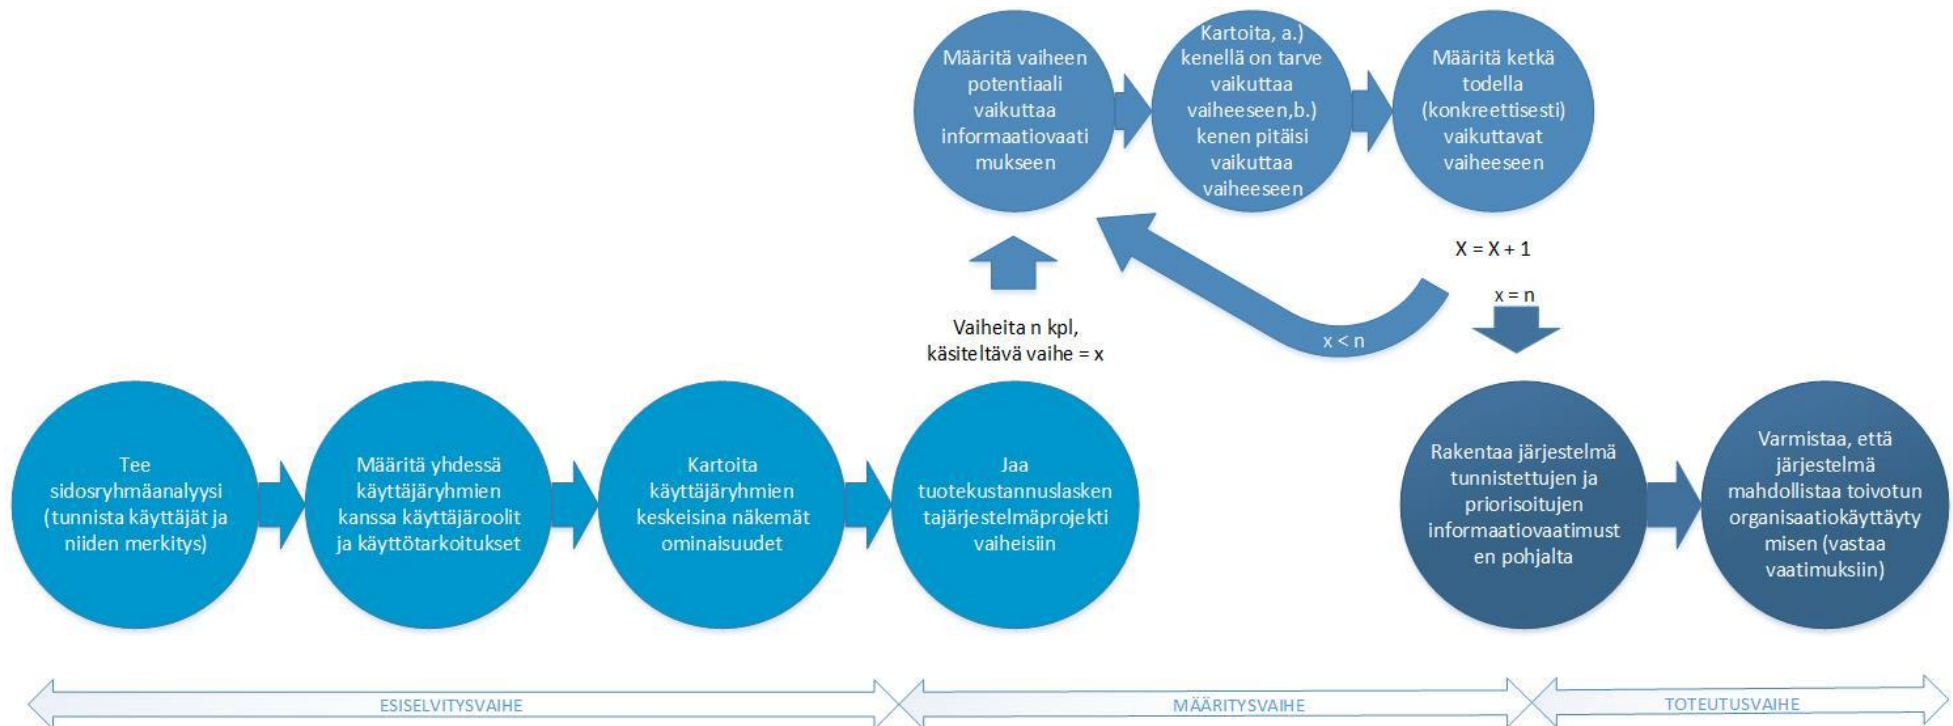 Määritä vaiheen
potentiaali
vaikuttaa
informaatiovaati
mukseen
Kartoita, a.)
kenellä on tarve
vaikuttaa
vaiheeseen,b.)
kenen pitäisi
vaikuttaa
vaiheeseen
Määritä ketkä
todella
(konkreettisesti)
vaikuttavat
vaiheeseen
X = X + 1
x = n
x < n
Vaiheita n kpl,
käsiteltävä vaihe = x
Tee
sidosryhmäanalyysi
(tunnista käyttäjät ja
niiden merkitys)
Määritä yhdessä
käyttäjäryhmien
kanssa käyttäjäroolit
ja käyttötarkoitukset
Kartoita
käyttäjäryhmien
keskeisina näkemät
ominaisuudet
Jaa
tuotekustannuslasken
tajärjestelmäprojekti
vaiheisiin
Rakentaa järjestelmä
tunnistettujen ja
priorisoitujen
informaatiovaatimust
en pohjalta
Varmistaa, että
järjestelmä
mahdollistaa toivotun
organisaatiokäyttäyty
misen (vastaa
vaatimuksiin)
ESISELVITYSVAIHE
MÄÄRITYSVAIHE
TOTEUTUSVAIHE